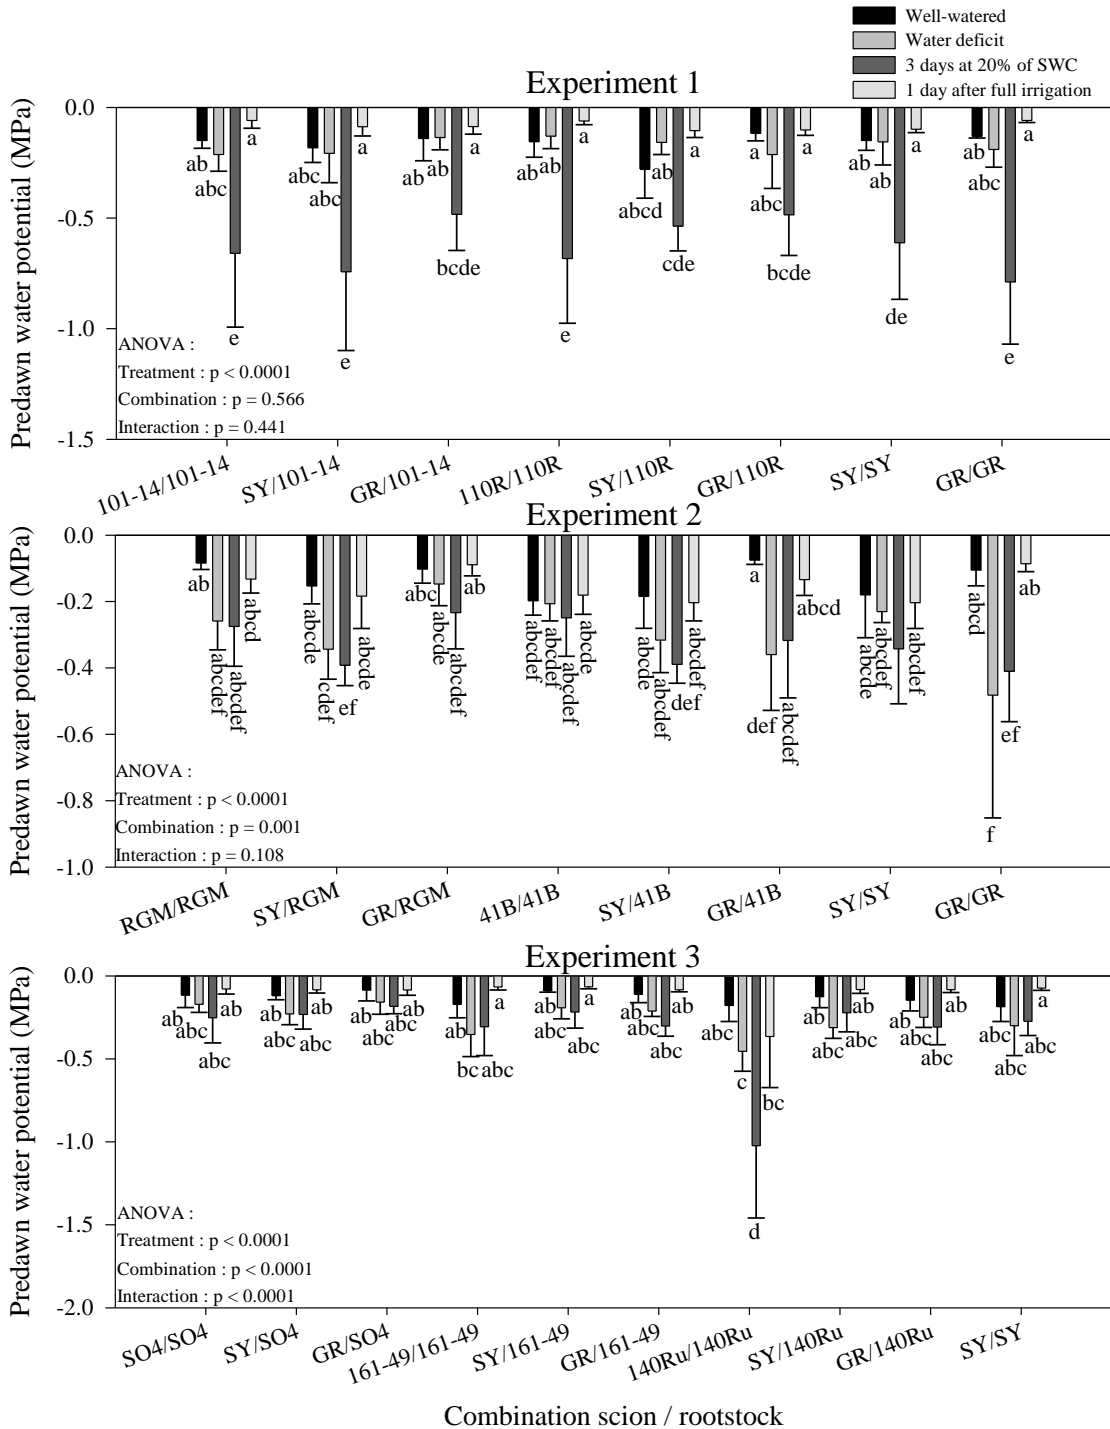 Well-watered
Water deficit
3 days at 20% of SWC
1 day after full irrigation
Experiment 1
Predawn water potential (MPa)
0.0
-0.5
-1.0
-1.5
ab abc e a
abc abc e a
ab ab bcde a
ab ab e a
abcd ab cde a
ab abc bcde a
ab ab de a
ab abc e a
ANOVA :
Treatment : p < 0.0001
Combination : p = 0.566
Interaction : p = 0.441
101-14/101-14 SY/101-14 GR/101-14 110R/110R SY/110R GR/110R SY/SY GR/GR
Experiment 2
Predawn water potential (MPa)
0.0
-0.2
-0.4
-0.6
-0.8
-1.0
ab abcdef abcdef abcd
abcde cdef ef abcde
abc abcdef abcdef ab
abcdef abcdef abcdef abcde
abcde abcdef def abcdef
a def abcdef abcd
abcde abcdef abcdef
abcd f ef ab
ANOVA :
Treatment : p < 0.0001
Combination : p = 0.001
Interaction : p = 0.108
RGM/RGM SY/RGM GR/RGM 41B/41B SY/41B GR/41B SY/SY GR/GR
Experiment 3
Predawn water potential (MPa)
0.0
-0.5
-1.0
-1.5
-2.0
ab abc abc ab
ab abc abc ab
ab abc abc ab
ab bc abc a
ab abc abc a
ab abc abc ab
abc c d bc
ab abc abc ab
ab abc abc ab
abc abc abc a
ANOVA :
Treatment : p < 0.0001
Combination : p < 0.0001
Interaction : p < 0.0001
SO4/SO4 SY/SO4 GR/SO4 161-49/161-49 SY/161-49 GR/161-49 140Ru/140Ru SY/140Ru GR/140Ru SY/SY
Combination scion / rootstock